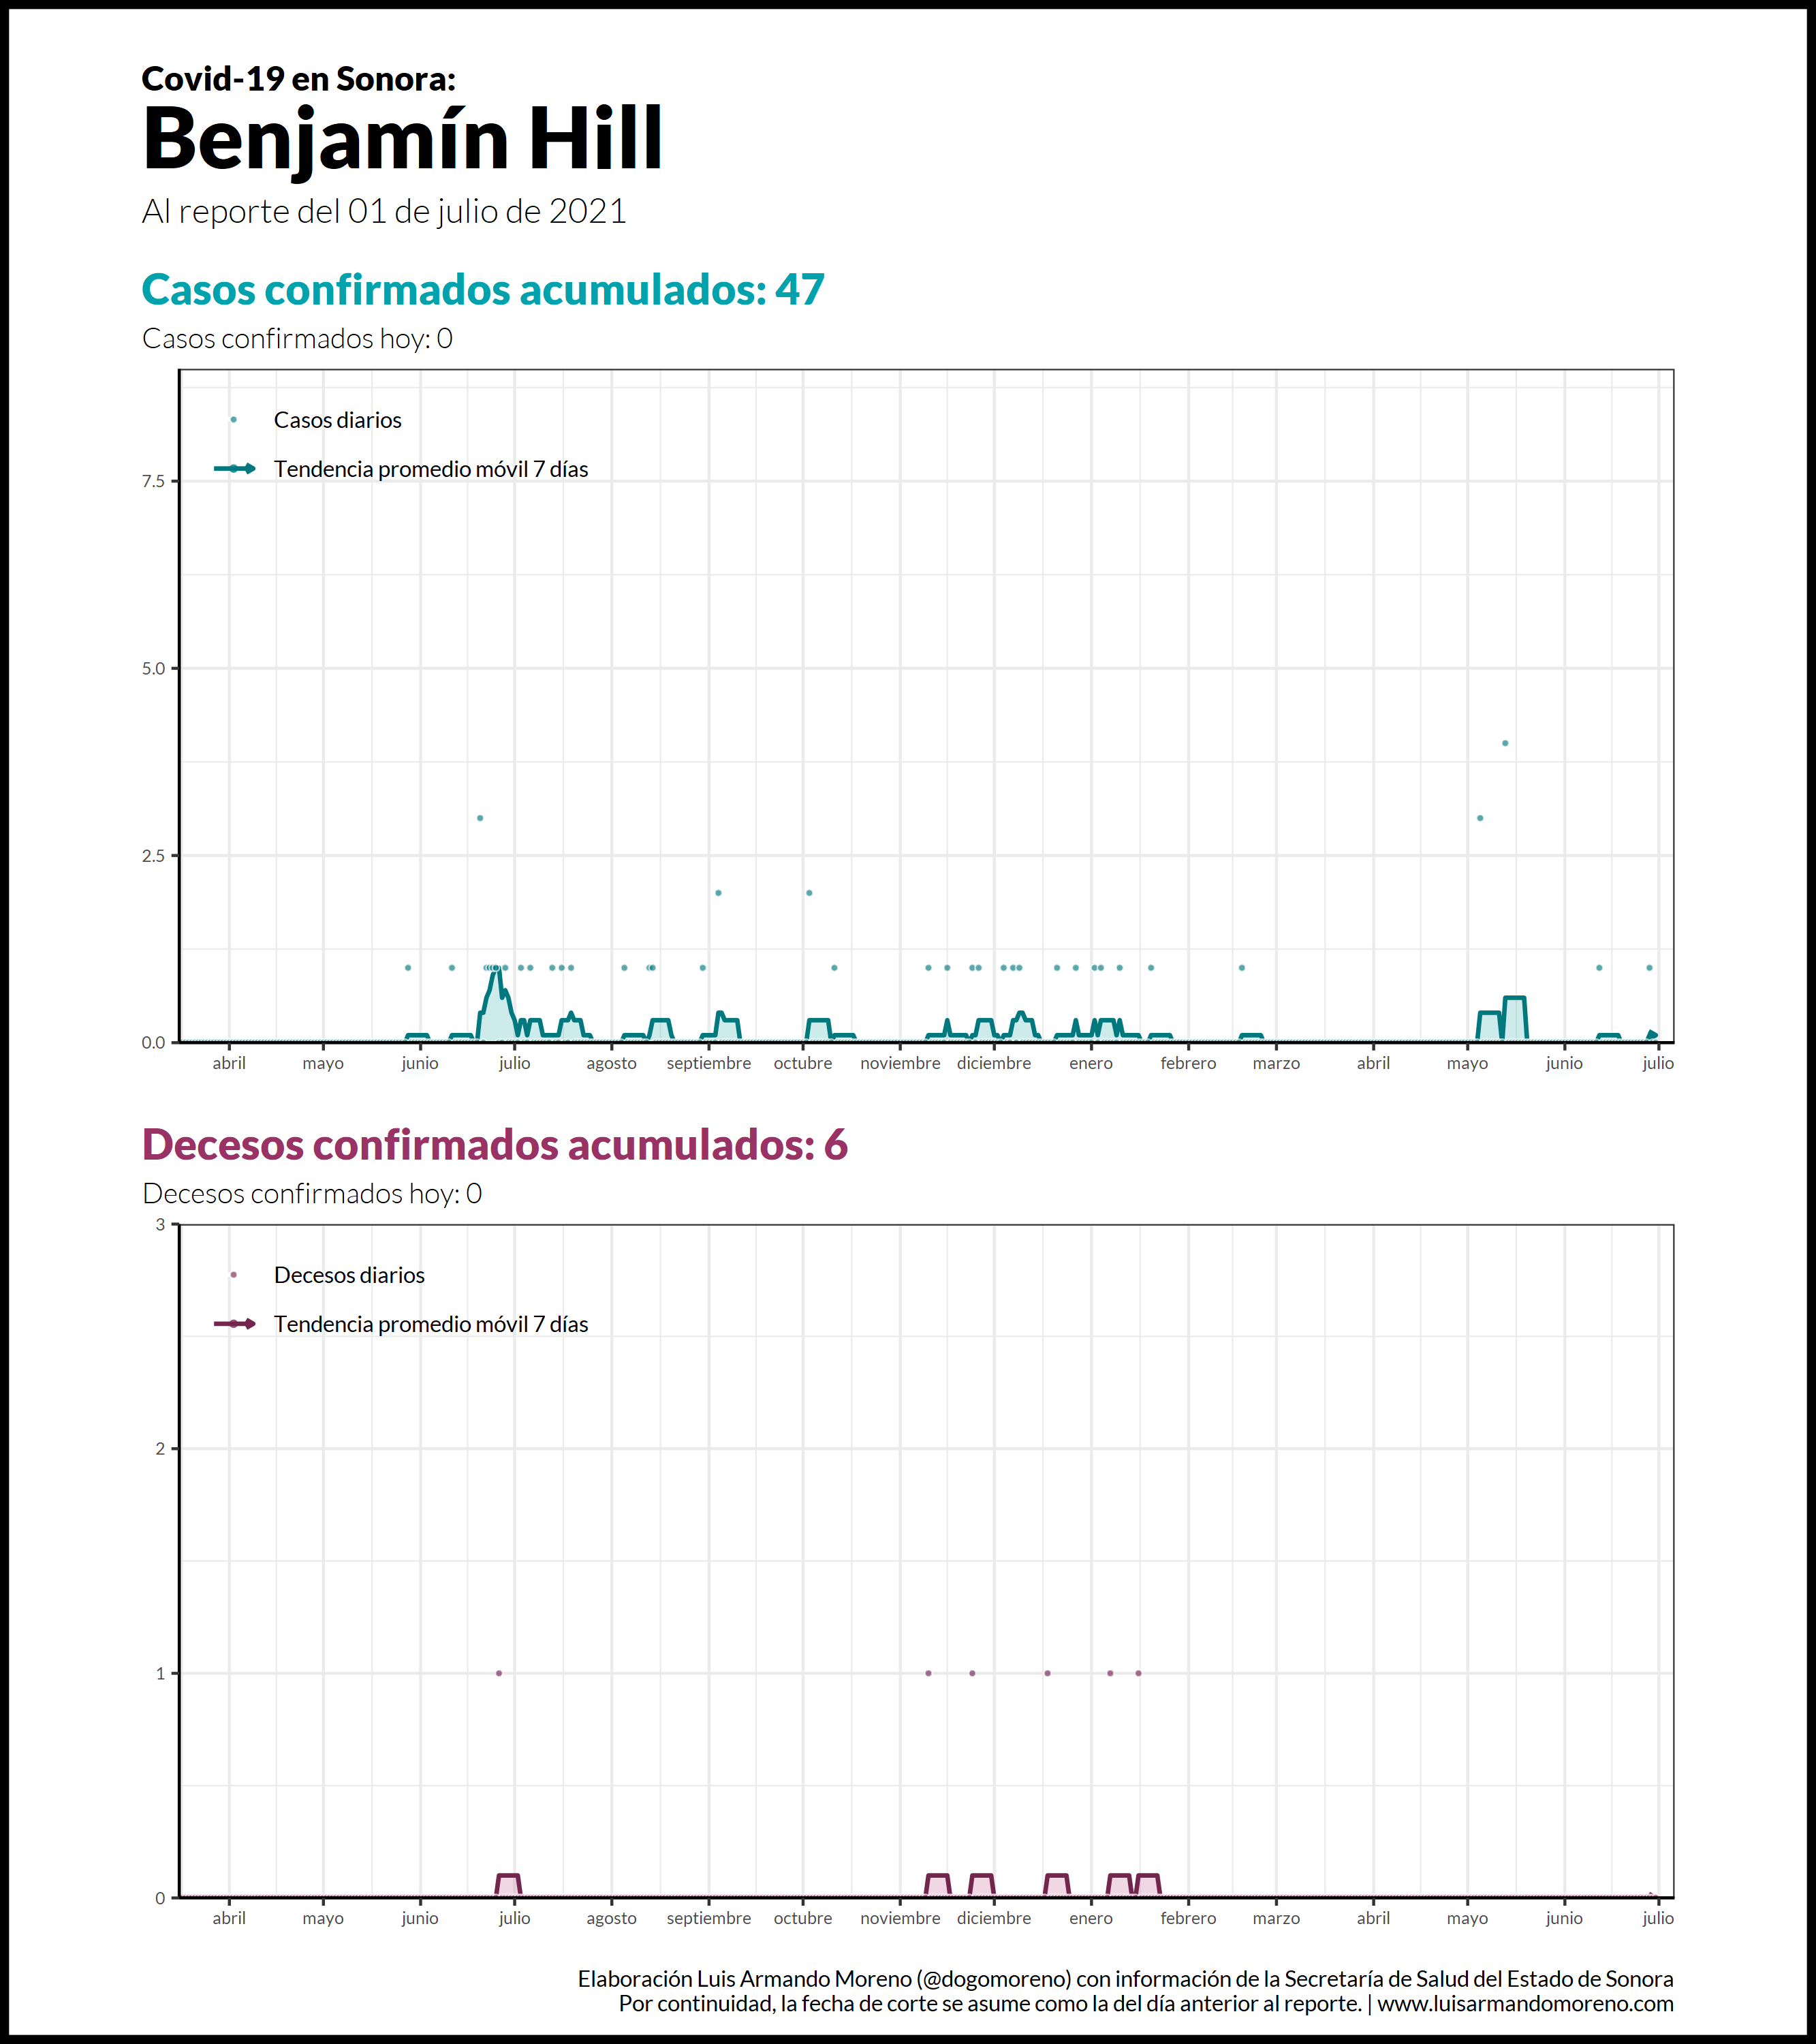 Covid-19 en Sonora:
Benjamín Hill
Al reporte del 01 de julio de 2021
Casos confirmados acumulados: 47
Casos confirmados hoy: 0
Casos diarios
Tendencia promedio móvil 7 días
7.5
5.0
2.5
0.0
abril mayo junio julio agosto septiembre octubre noviembre diciembre enero febrero marzo abril mayo junio julio
Decesos confirmados acumulados: 6
Decesos confirmados hoy: 0
3
Decesos diarios
Tendencia promedio móvil 7 días
2
1
0
abril mayo junio julio agosto septiembre octubre noviembre diciembre enero febrero marzo abril mayo junio julio
Elaboración Luis Armando Moreno (@dogomoreno) con información de la Secretaría de Salud del Estado de Sonora
Por continuidad, la fecha de corte se asume como la del día anterior al reporte. | www.luisarmandomoreno.com